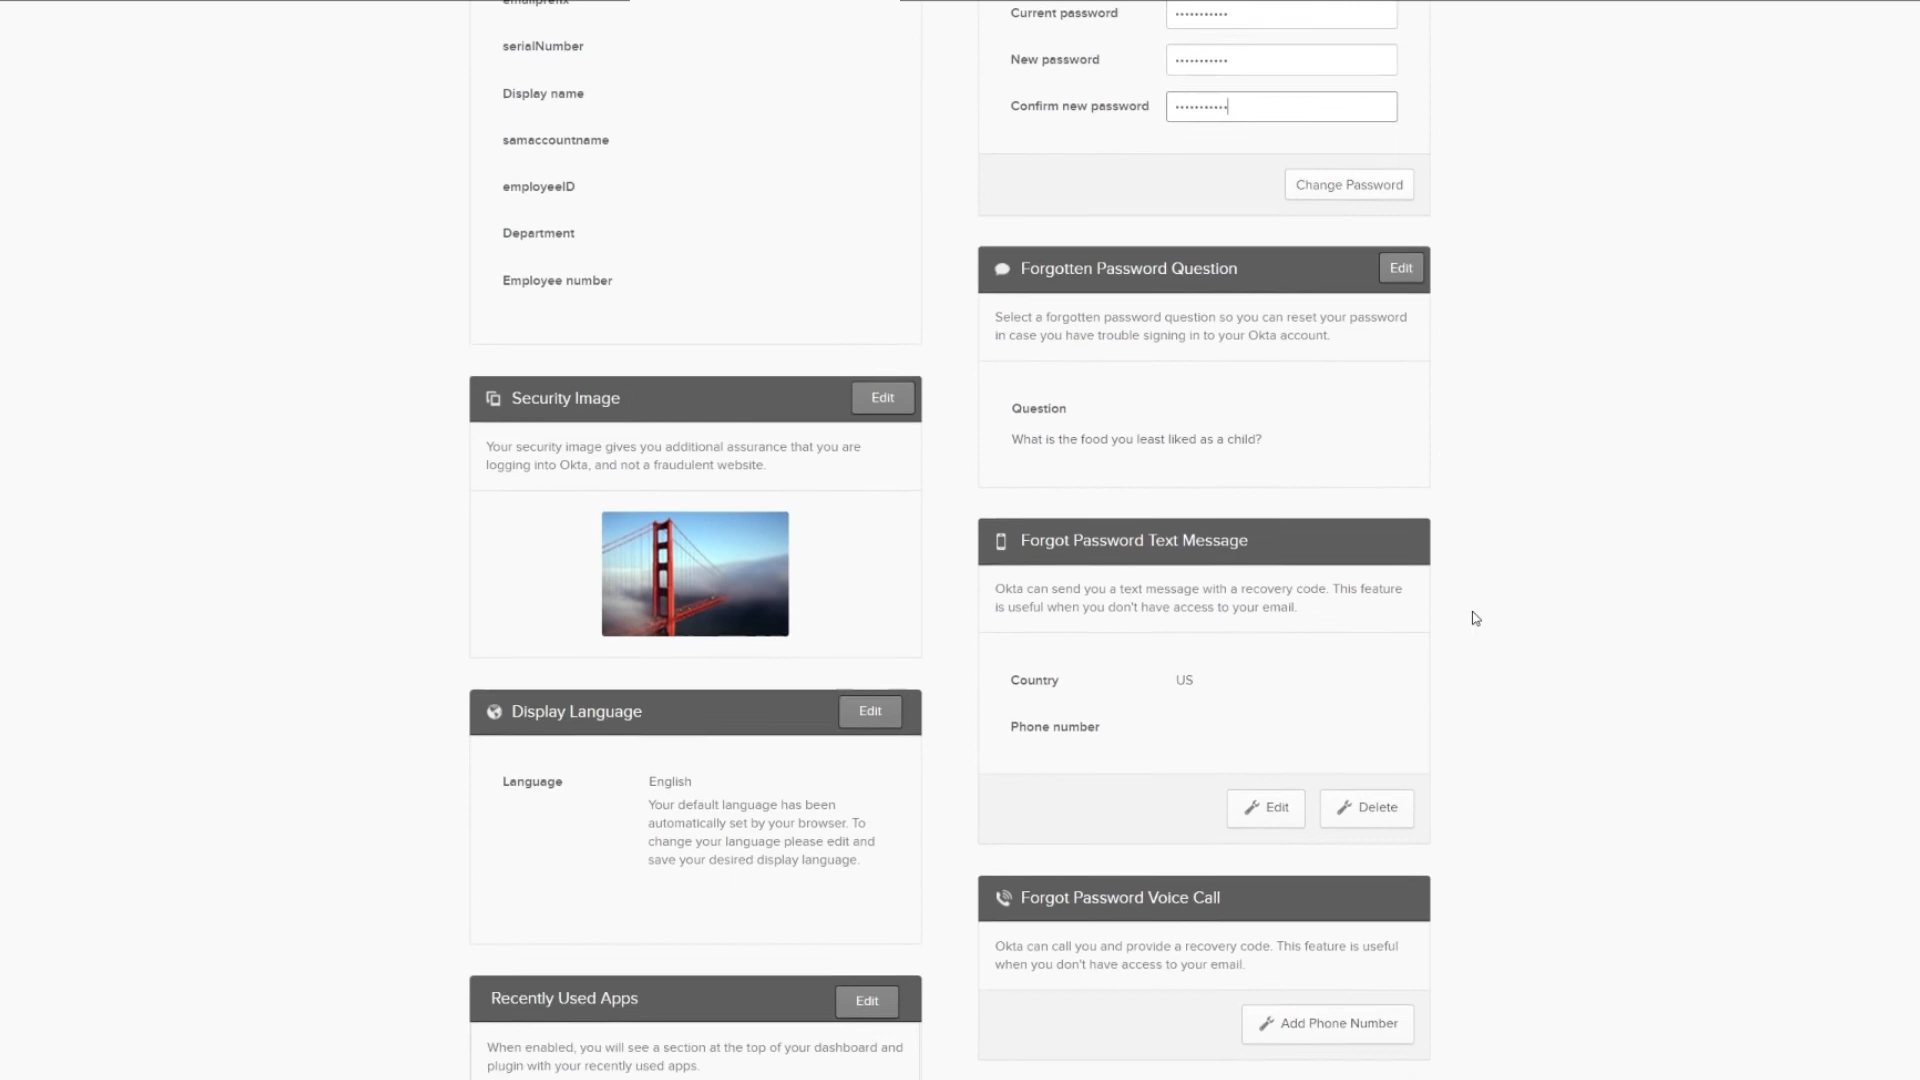 emailprefix
serialNumber
Display name
samaccountname
employeeID
Department
Employee number
Security Image
Edit
Your security image gives you additional assurance that you are
logging into Okta, and not a fraudulent website.
Display Language
Edit
Language
English
Your default language has been
automatically set by your browser. To
change your language please edit and
save your desired display language.
Recently Used Apps
Edit
When enabled, you will see a section at the top of your dashboard and
plugin with your recently used apps.
Current password
•••••••••••
New password
•••••••••••
Confirm new password
•••••••••••
Change Password
Forgotten Password Question
Edit
Select a forgotten password question so you can reset your password
in case you have trouble signing in to your Okta account.
Question
What is the food you least liked as a child?
Forgot Password Text Message
Okta can send you a text message with a recovery code. This feature
is useful when you don't have access to your email.
Country
US
Phone number
Edit
Delete
Forgot Password Voice Call
Okta can call you and provide a recovery code. This feature is useful
when you don't have access to your email.
Add Phone Number